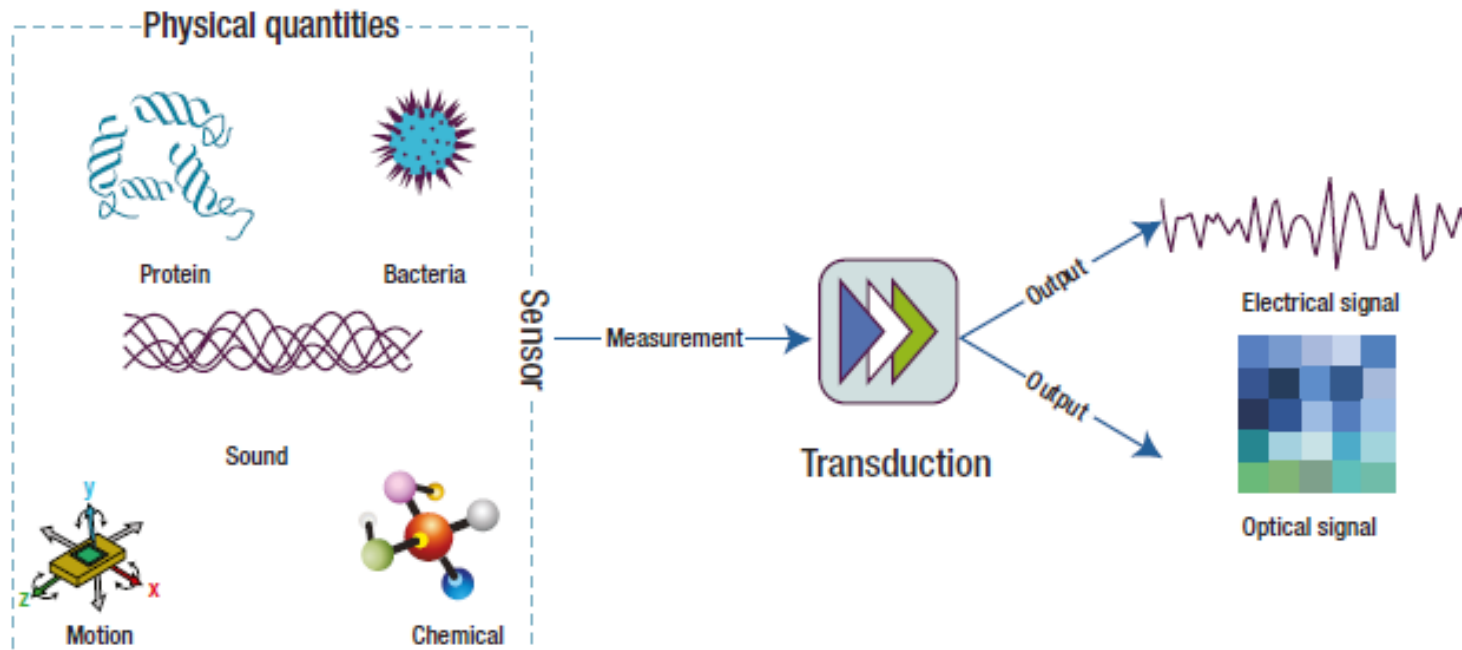 Physical quantities
Protein
Bacteria
Sound
y
z
x
Motion
Chemical
Sensor
Measurement
Transduction
Output
Output
Electrical signal
Optical signal